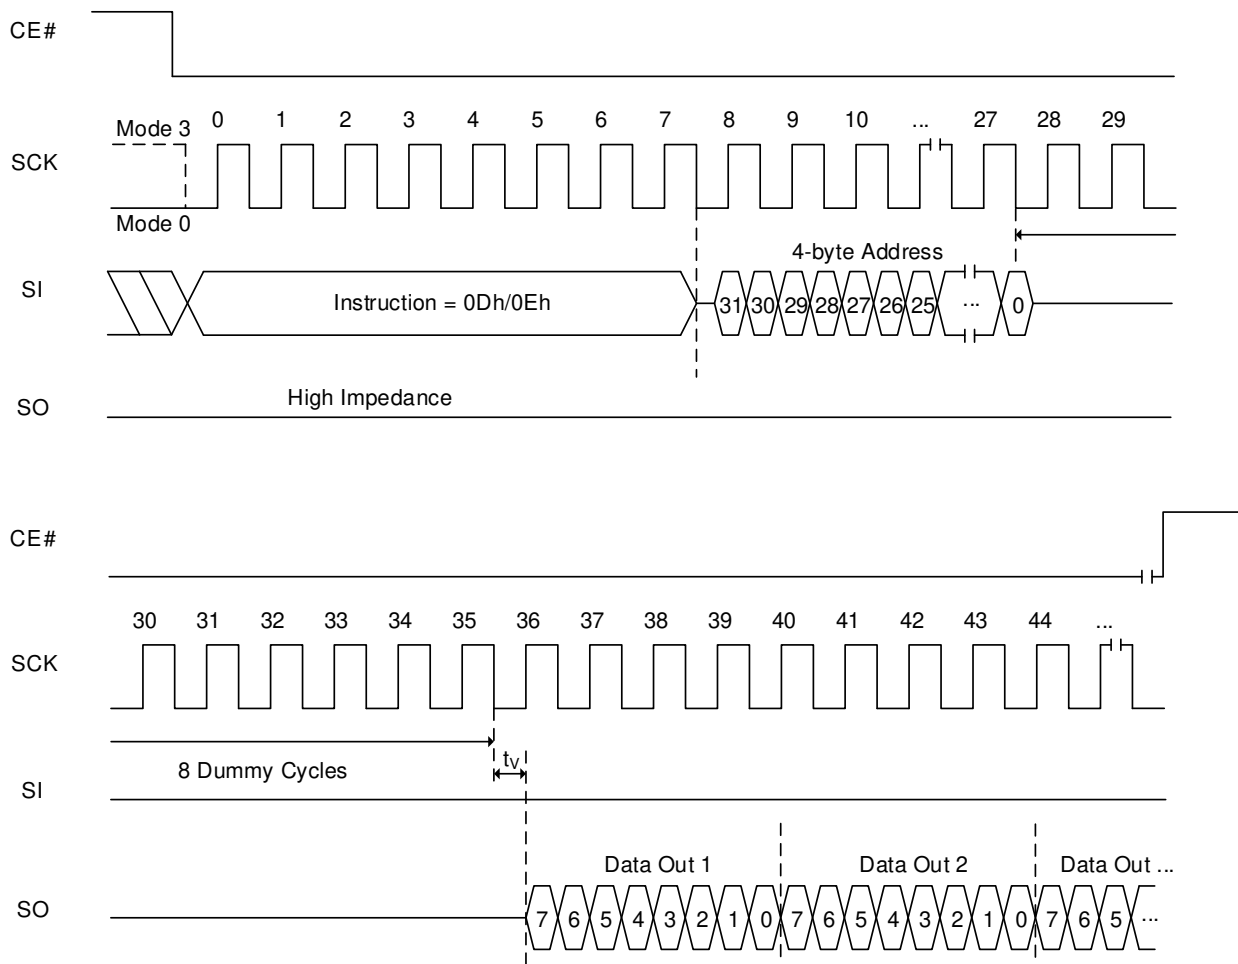 CE#
Mode 3 0 1 2 3 4 5 6 7 8 9 10 ... 27 28 29
SCK
Mode 0
4-byte Address
SI Instruction = 0Dh/0Eh 31 30 29 28 27 26 25 ... 0
High Impedance
SO
CE#
30 31 32 33 34 35 36 37 38 39 40 41 42 43 44 ...
SCK
8 Dummy Cycles tV
SI
Data Out 1 Data Out 2 Data Out ...
SO 7 6 5 4 3 2 1 0 7 6 5 4 3 2 1 0 7 6 5 ...